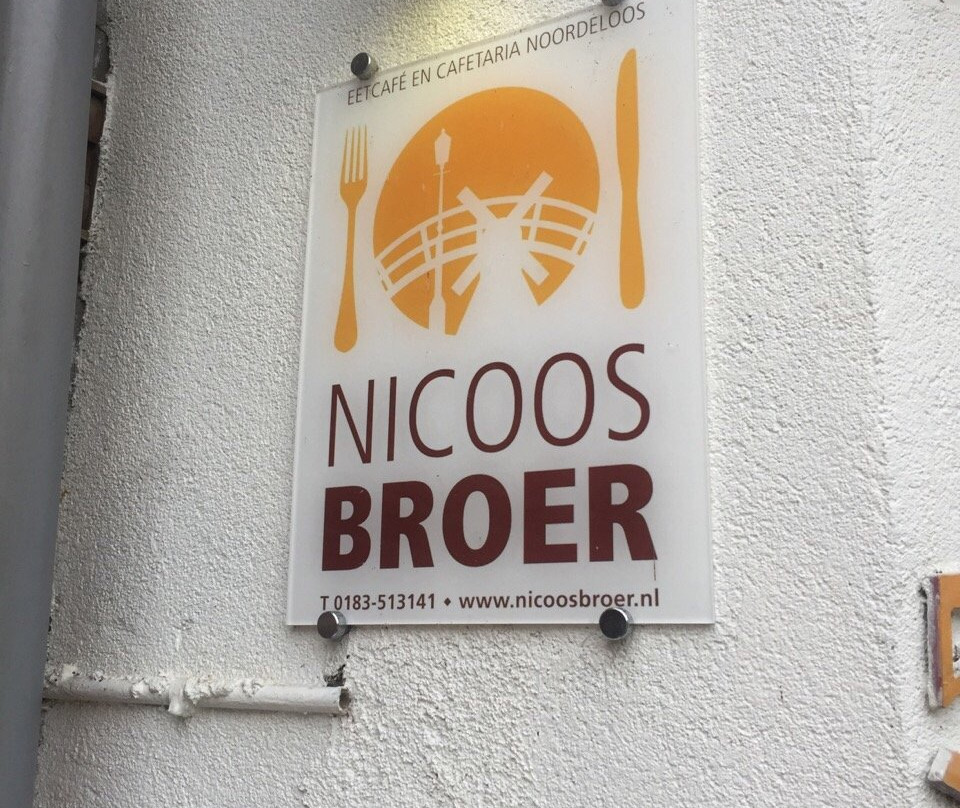 EETCAFÉ EN CAFETARIA NOORDELOOS
NICOOS
BROER
T 0183-513141 ♦ www.nicoosbroer.nl